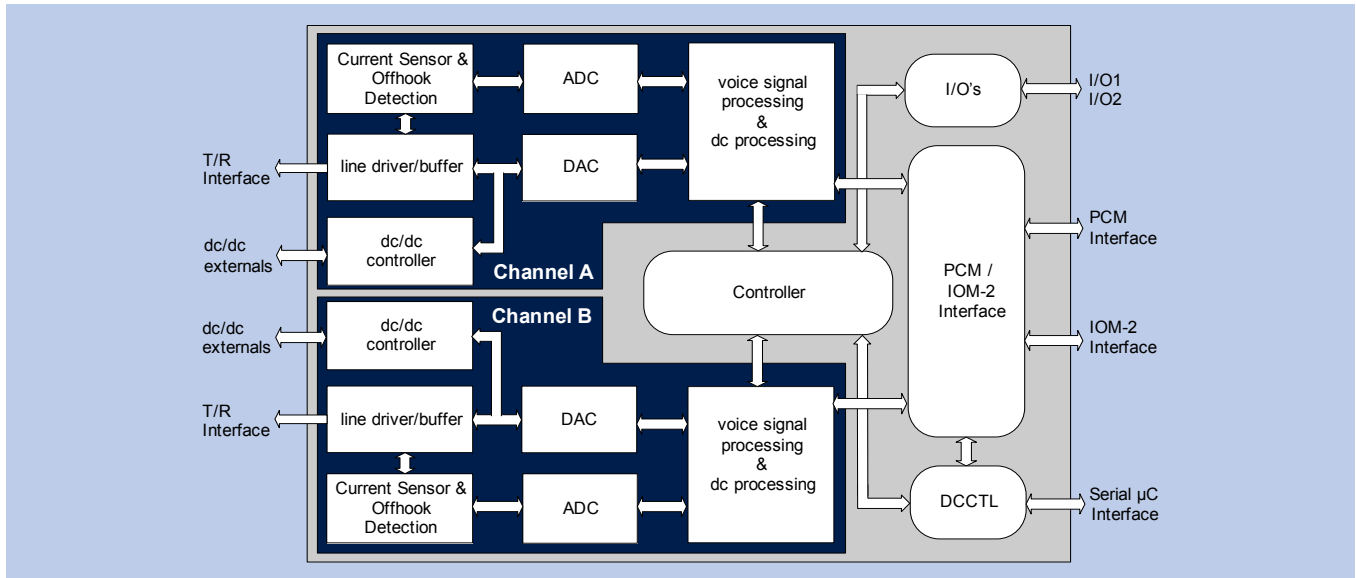 Current Sensor &
Offhook
Detection
ADC
voice signal
processing
&
dc processing
I/O's
I/O1
I/O2
T/R
Interface
line driver/buffer
DAC
dc/dc
externals
dc/dc
controller
Channel A
Controller
PCM /
IOM-2
Interface
PCM
Interface
IOM-2
Interface
Channel B
dc/dc
externals
dc/dc
controller
T/R
Interface
line driver/buffer
DAC
voice signal
processing
&
dc processing
Current Sensor &
Offhook
Detection
ADC
DCCTL
Serial µC
Interface